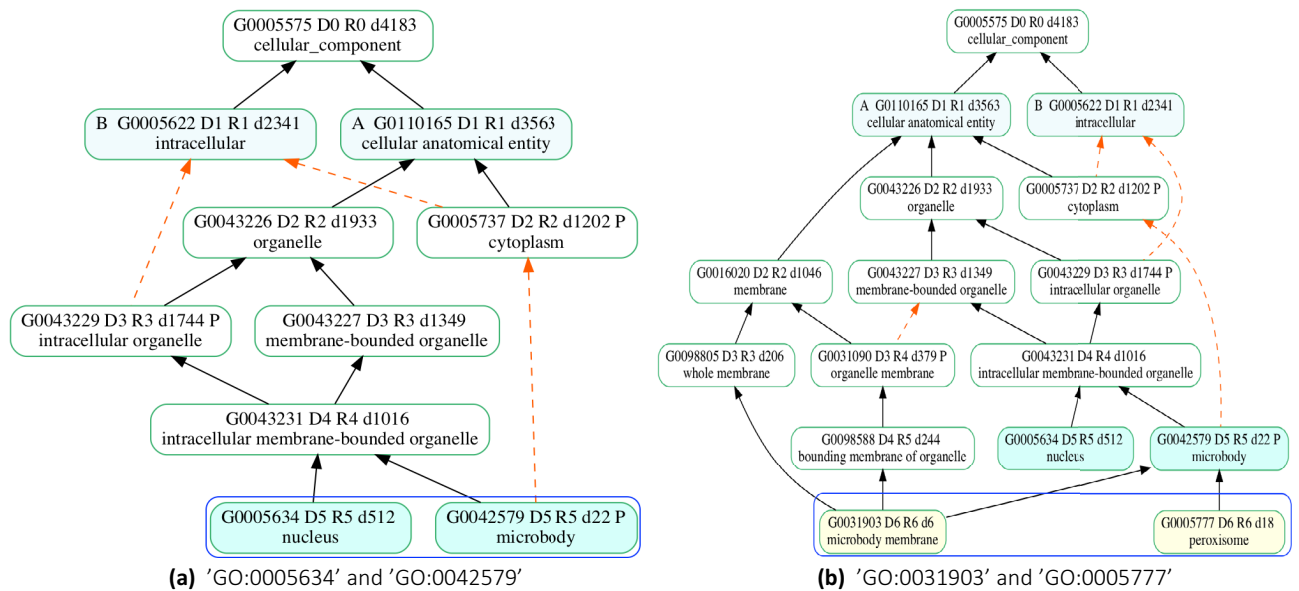 G0005575 D0 R0 d4183
cellular_component
B G0005622 D1 R1 d2341
intracellular
A G0110165 D1 R1 d3563
cellular anatomical entity
G0043226 D2 R2 d1933
organelle
G0005737 D2 R2 d1202 P
cytoplasm
G0043229 D3 R3 d1744 P
intracellular organelle
G0043227 D3 R3 d1349
membrane-bounded organelle
G0043231 D4 R4 d1016
intracellular membrane-bounded organelle
G0005634 D5 R5 d512
nucleus
G0042579 D5 R5 d22 P
microbody
(a) 'GO:0005634' and 'GO:0042579'
G0005575 D0 R0 d4183
cellular_component
A G0110165 D1 R1 d3563
cellular anatomical entity
B G0005622 D1 R1 d2341
intracellular
G0043226 D2 R2 d1933
organelle
G0005737 D2 R2 d1202 P
cytoplasm
G0016020 D2 R2 d1046
membrane
G0043227 D3 R3 d1349
membrane-bounded organelle
G0043229 D3 R3 d1744 P
intracellular organelle
G0098805 D3 R3 d206
whole membrane
G0031090 D3 R4 d379 P
organelle membrane
G0043231 D4 R4 d1016
intracellular membrane-bounded organelle
G0098588 D4 R5 d244
bounding membrane of organelle
G0005634 D5 R5 d512
nucleus
G0042579 D5 R5 d22 P
microbody
G0031903 D6 R6 d6
microbody membrane
G0005777 D6 R6 d18
peroxisome
(b) 'GO:0031903' and 'GO:0005777'